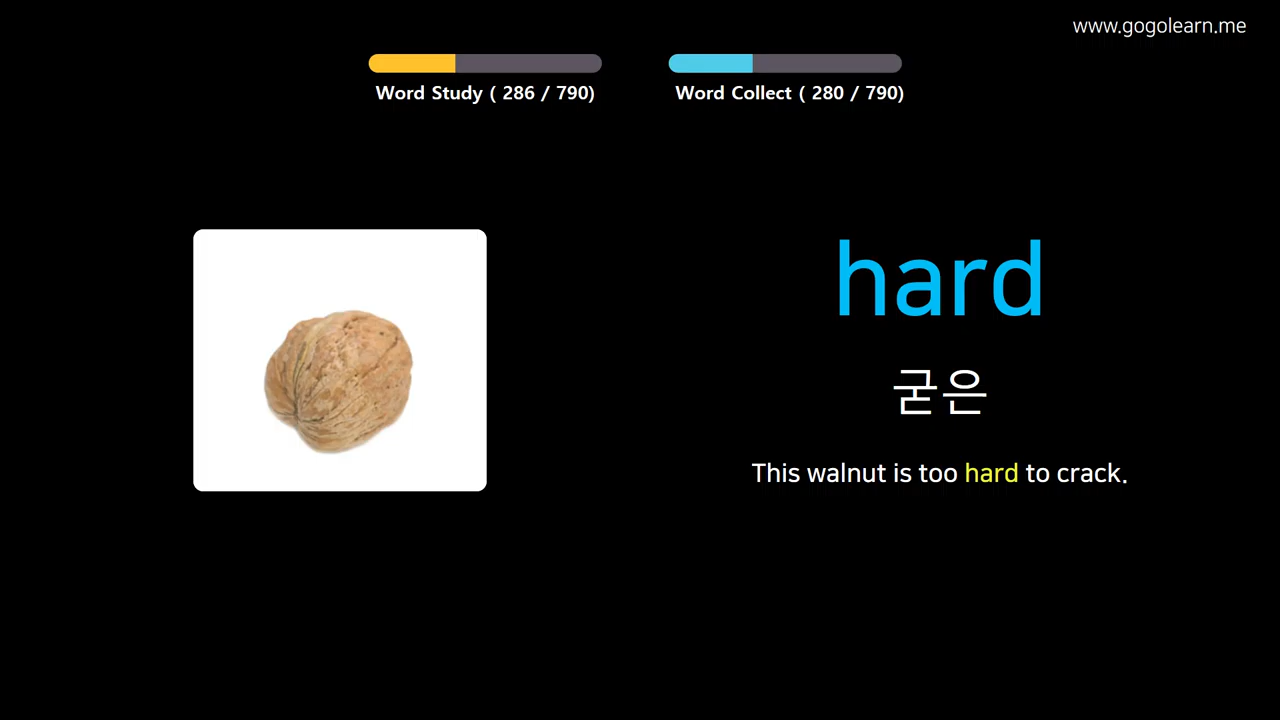 www.gogolearn.me
Word Study ( 286 / 790)
Word Collect ( 280 / 790)
hard
굳은
This walnut is too hard to crack.